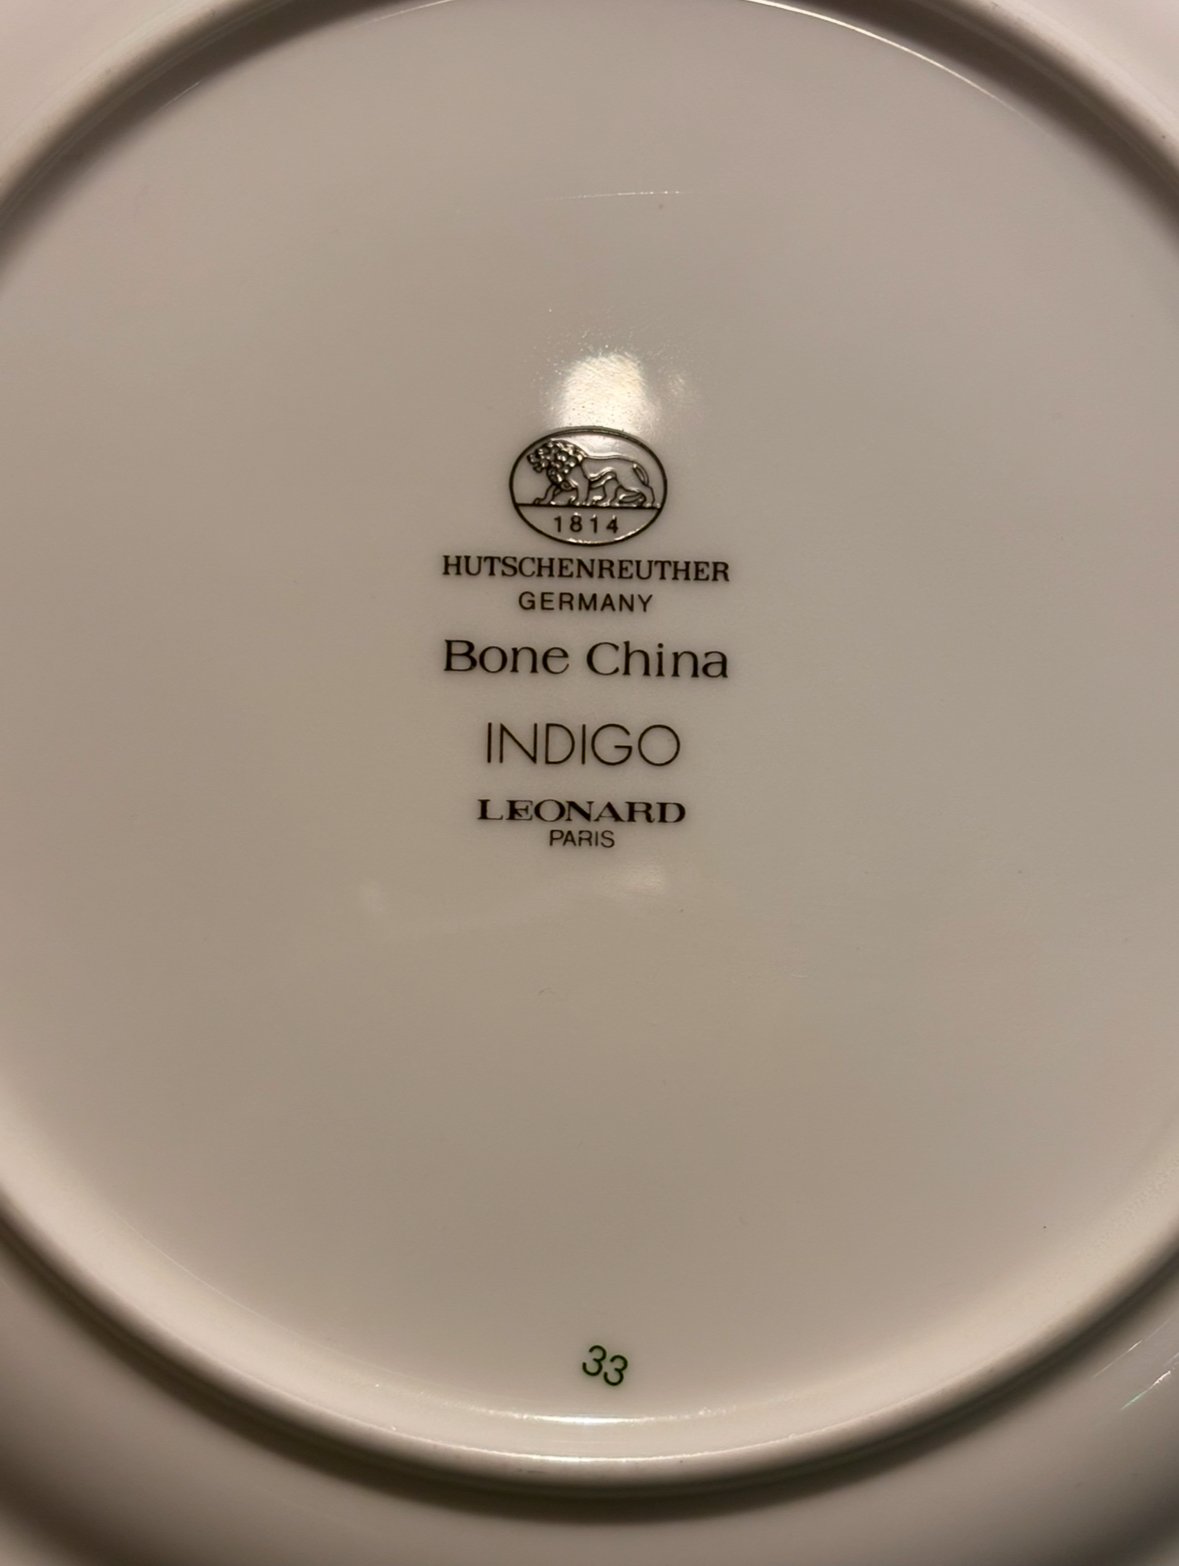 1814
HUTSCHENREUTHER
GERMANY
Bone China
INDIGO
LEONARD
PARIS
33